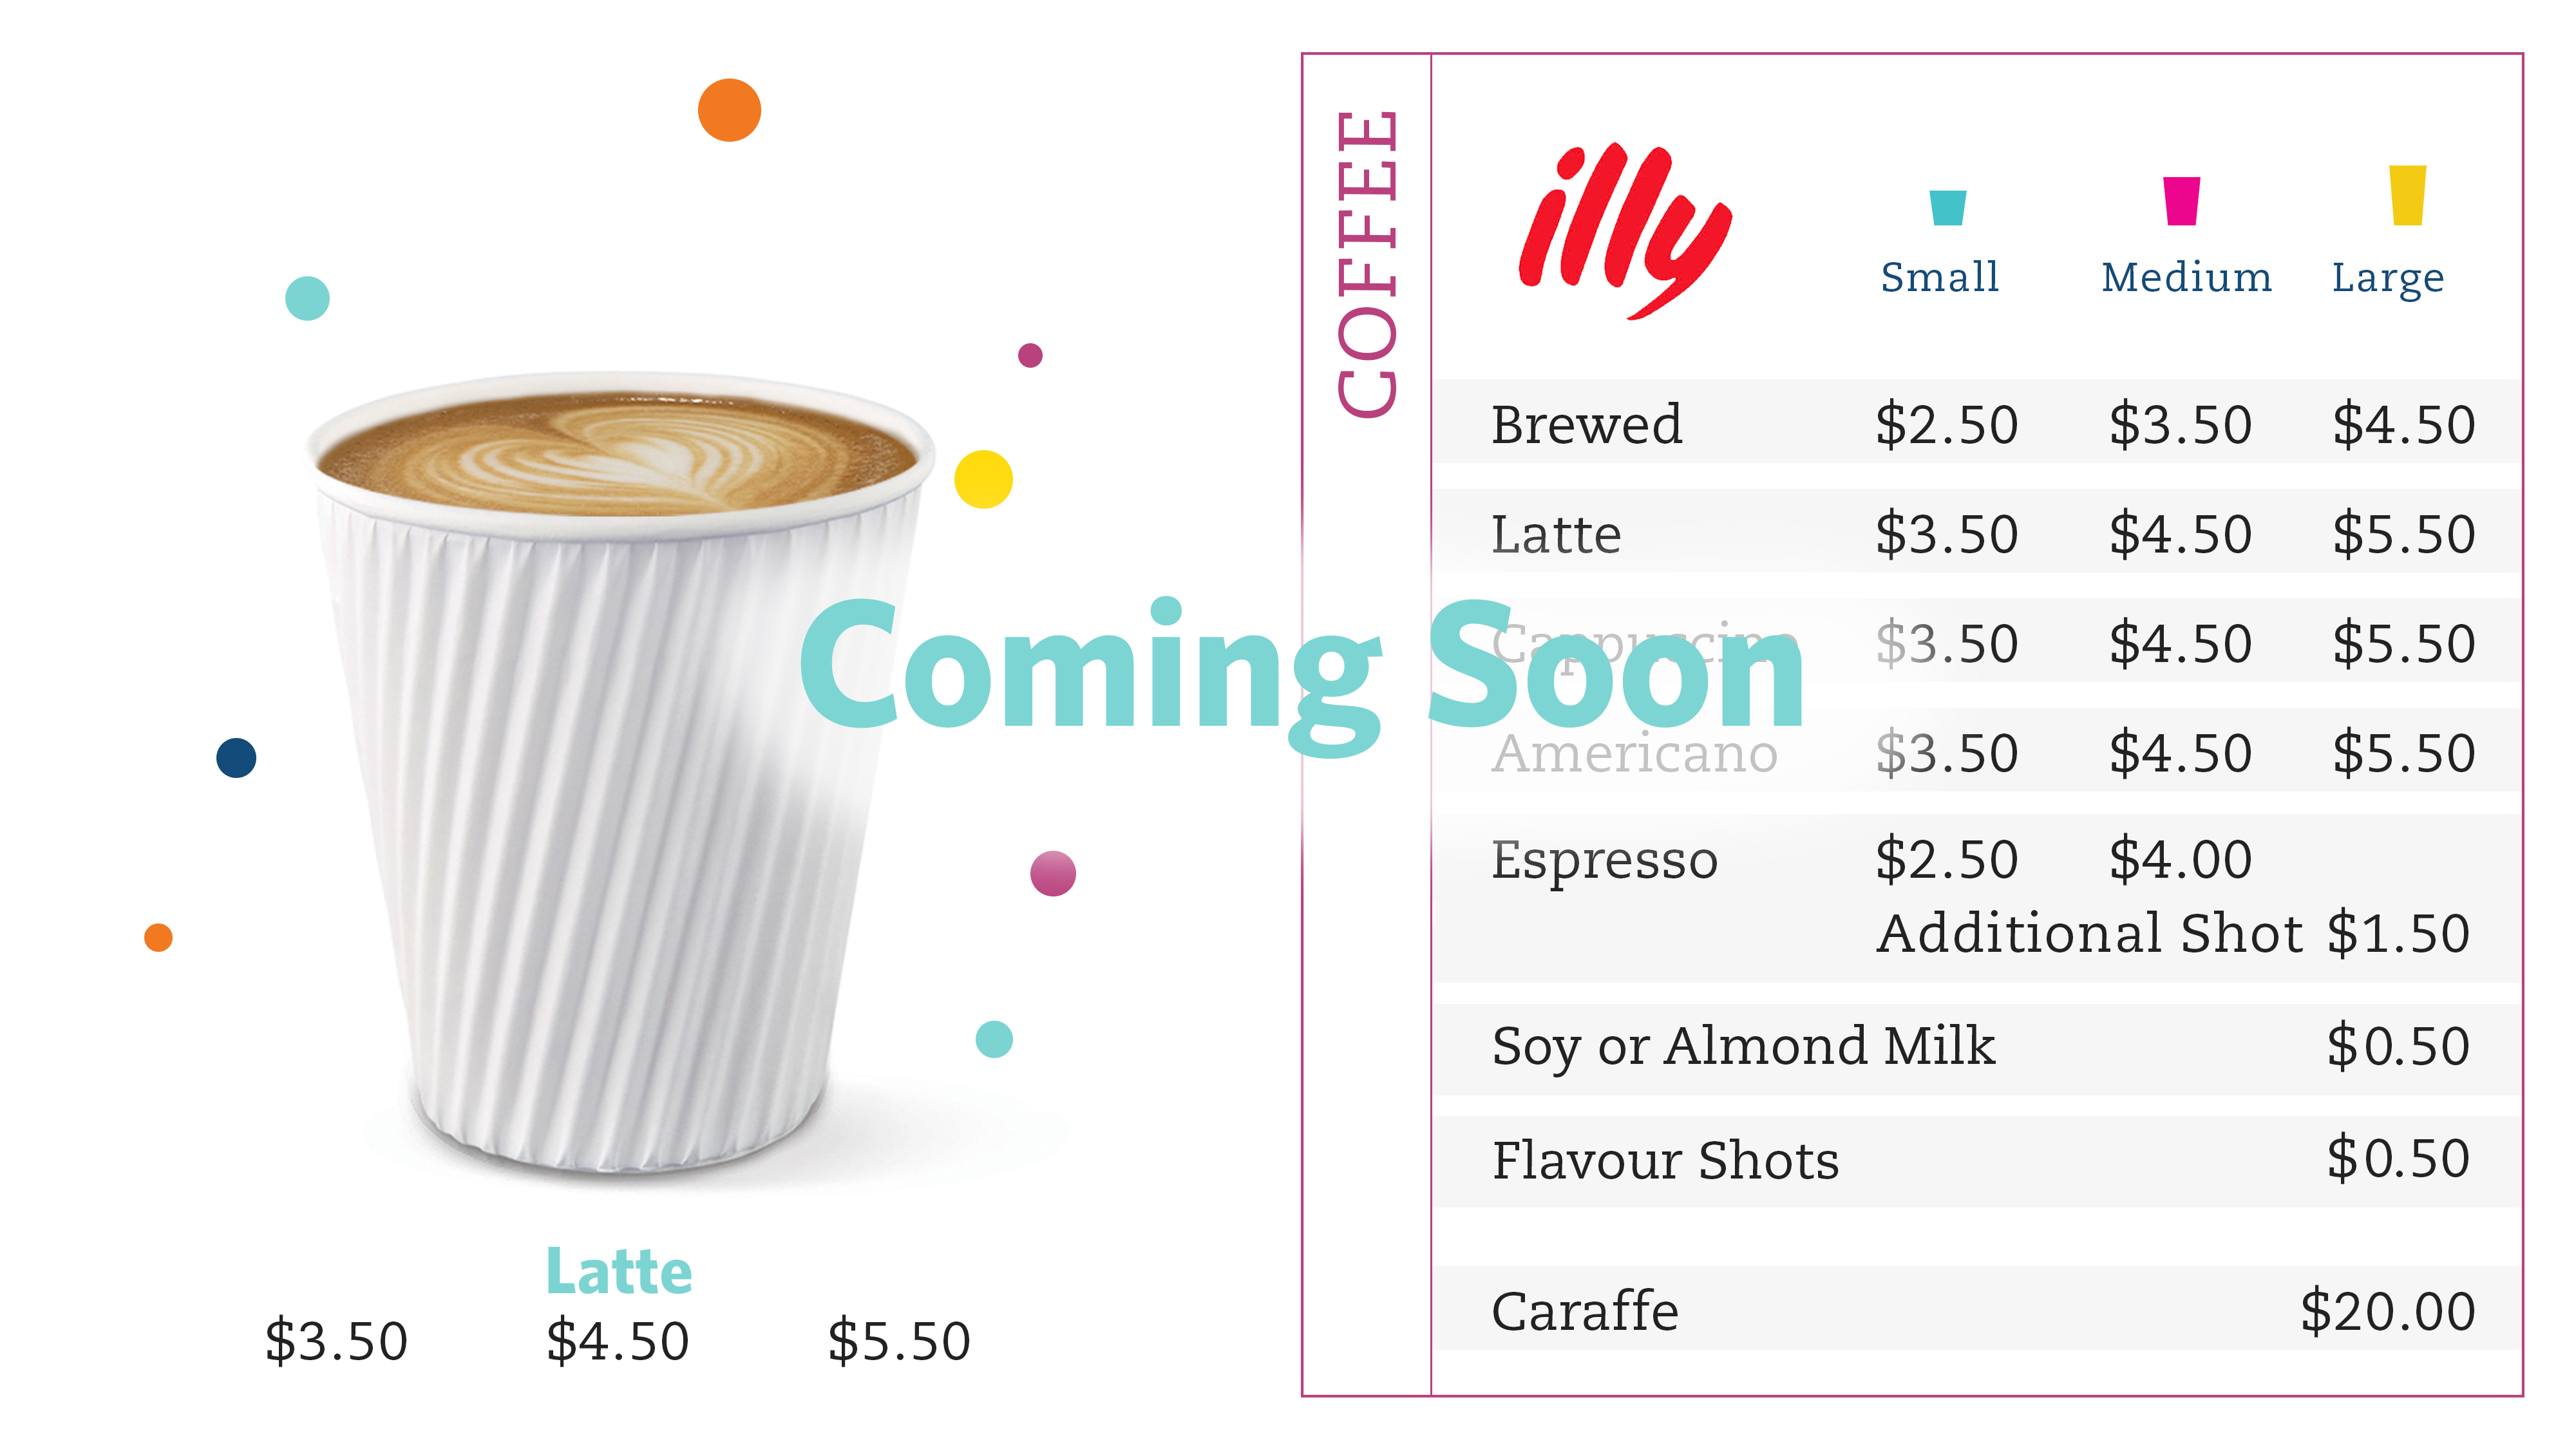 COFFEE
illy
Small Medium Large
Brewed $2.50 $3.50 $4.50
Latte $3.50 $4.50 $5.50
Cappuccino $3.50 $4.50 $5.50
Coming Soon
Americano $3.50 $4.50 $5.50
Espresso $2.50 $4.00
Additional Shot $1.50
Soy or Almond Milk $0.50
Flavour Shots $0.50
Caraffe $20.00
Latte
$3.50 $4.50 $5.50